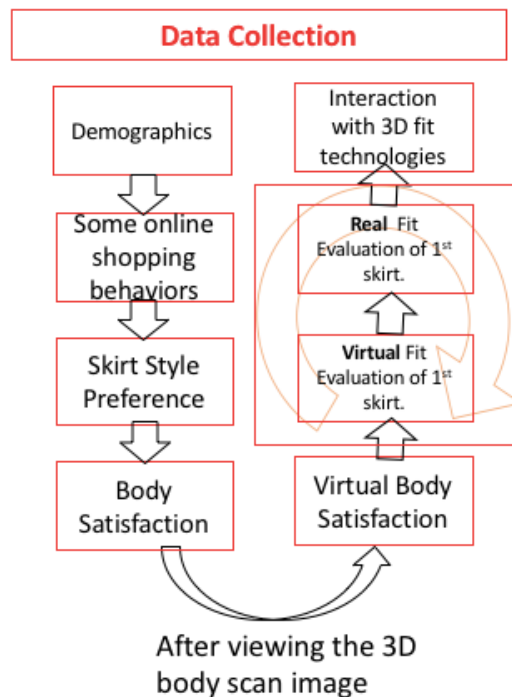 Data Collection
Demographics
Some online
shopping
behaviors
Skirt Style
Preference
Body
Satisfaction
After viewing the 3D
body scan image
Virtual Body
Satisfaction
Virtual Fit
Evaluation of 1st
skirt.
Real Fit
Evaluation of 1st
skirt.
Interaction
with 3D fit
technologies